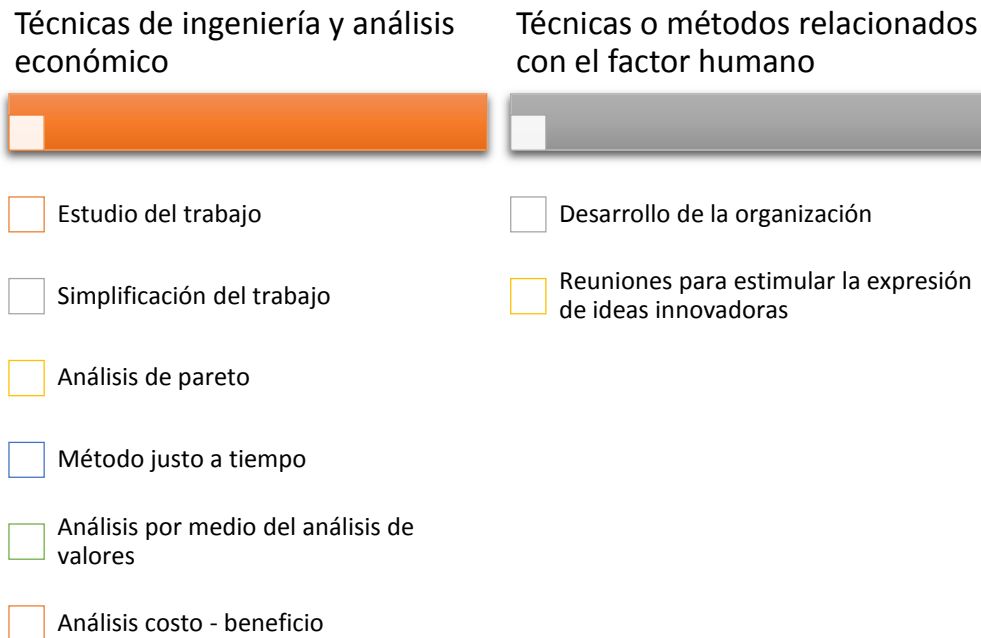 Técnicas de ingeniería y análisis
económico
Estudio del trabajo
Simplificación del trabajo
Análisis de pareto
Método justo a tiempo
Análisis por medio del análisis de
valores
Análisis costo - beneficio
Técnicas o métodos relacionados
con el factor humano
Desarrollo de la organización
Reuniones para estimular la expresión
de ideas innovadoras